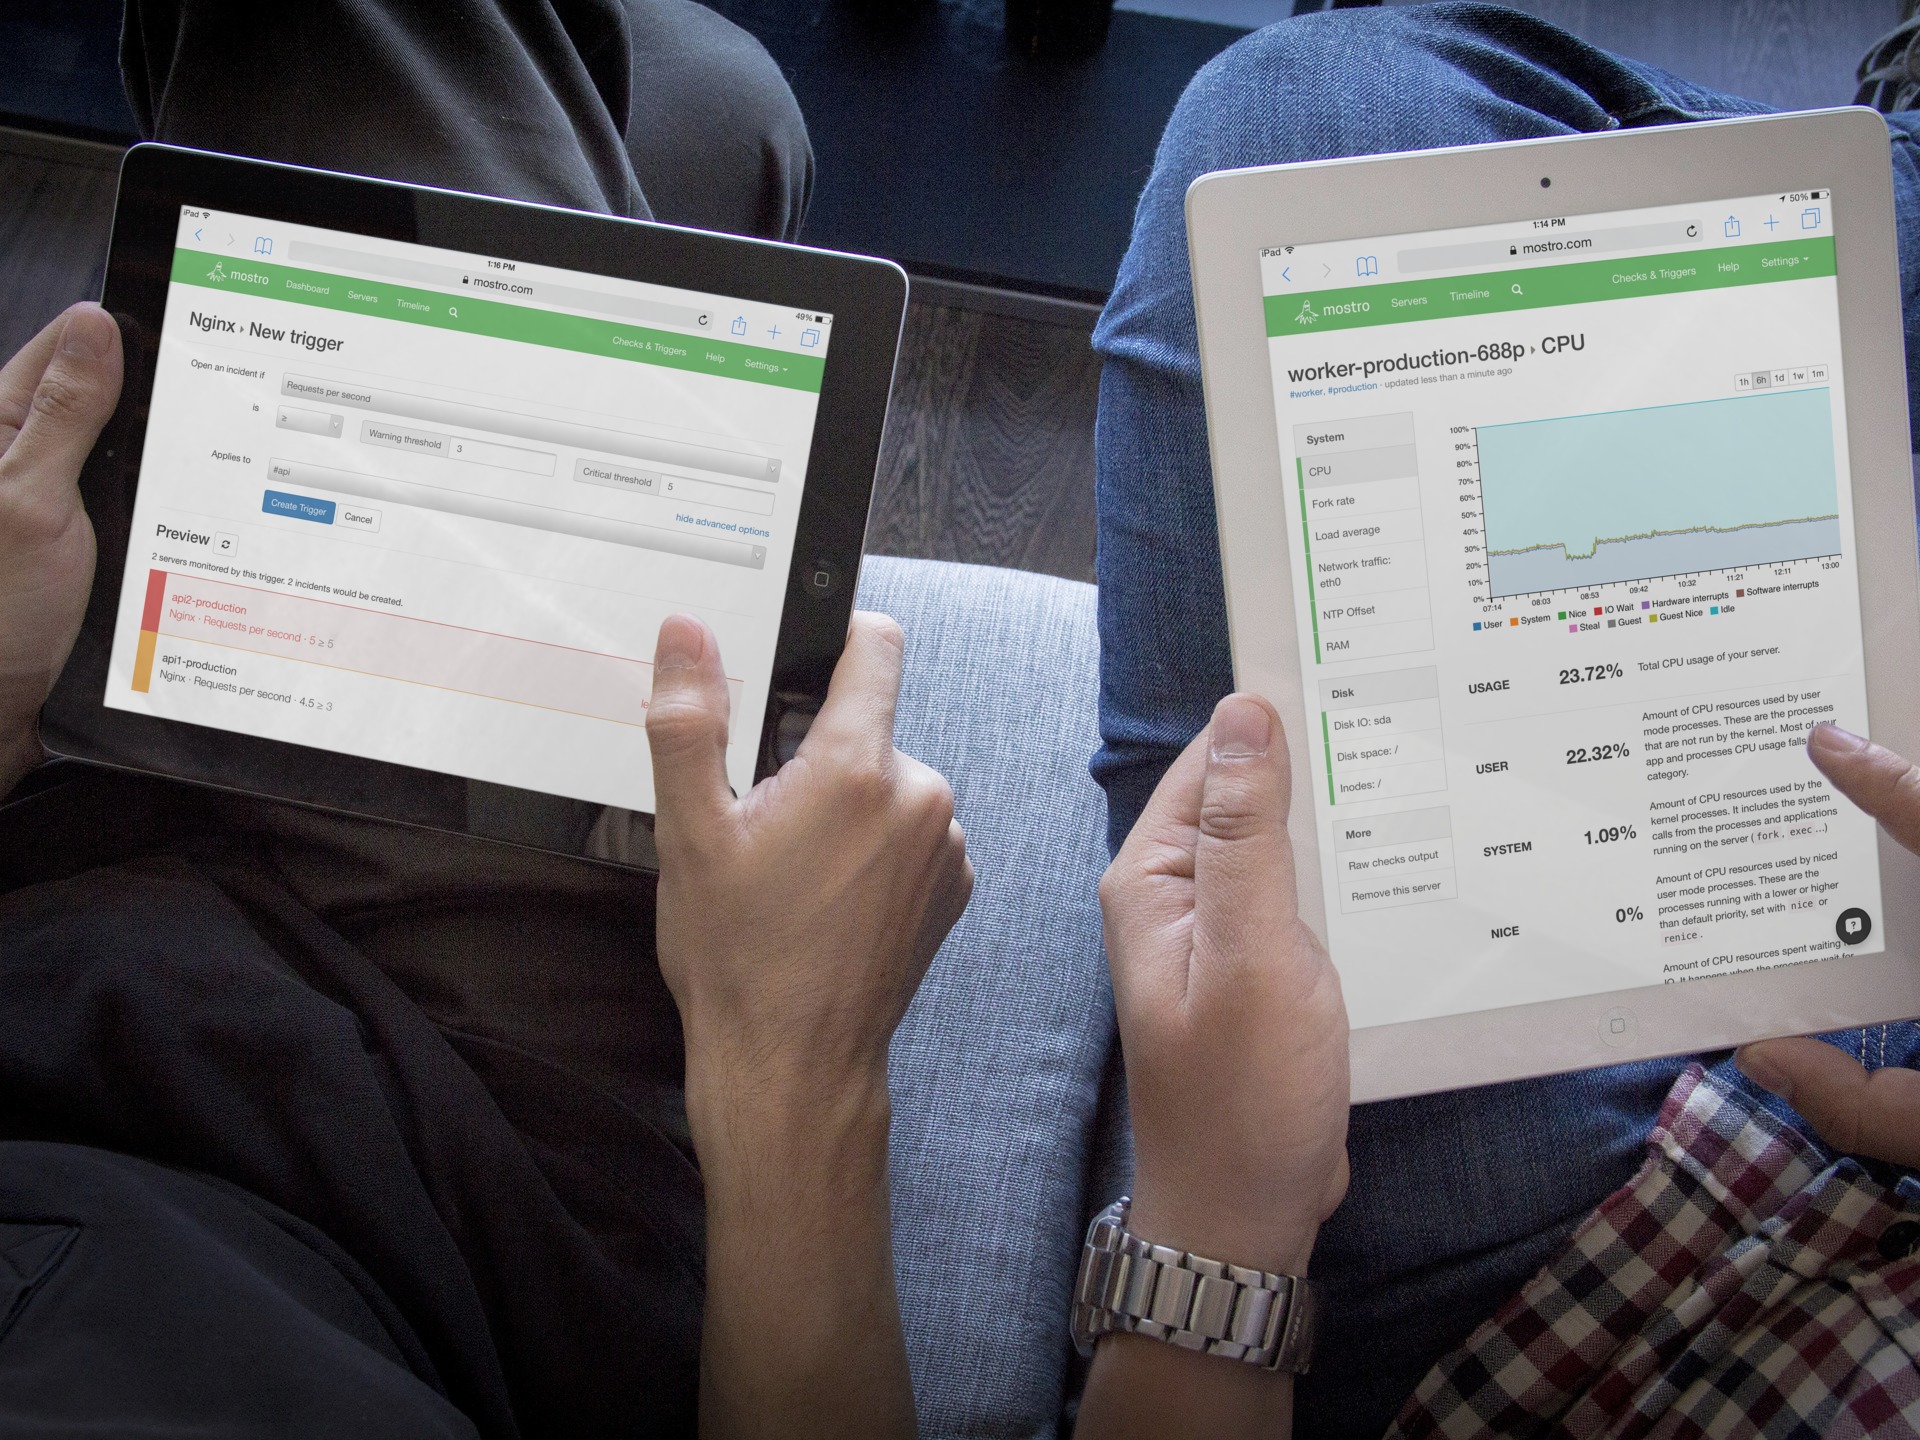 iPad
1:16 PM
49%
mostro.com
mostro Dashboard Servers Timeline Checks & Triggers Help Settings
Nginx › New trigger
Open an incident if Requests per second
is ≥ Warning threshold 3 Critical threshold 5
Applies to #api
hide advanced options
Create Trigger Cancel
Preview
2 servers monitored by this trigger. 2 incidents would be created.
api2-production
Nginx · Requests per second · 5 ≥ 5
api1-production
Nginx · Requests per second · 4.5 ≥ 3
iPad
1:14 PM
50%
mostro.com
mostro Servers Timeline Checks & Triggers Help Settings
worker-production-688p › CPU
#worker, #production · updated less than a minute ago
1h 6h 1d 1w 1m
System
CPU
Fork rate
Load average
Network traffic:
eth0
NTP Offset
RAM
Disk
Disk IO: sda
Disk space: /
Inodes: /
More
Raw checks output
Remove this server
100%
90%
80%
70%
60%
50%
40%
30%
20%
10%
0%
07:14 08:03 08:53 09:42 10:32 11:21 12:11 13:00
User System Nice IO Wait Hardware interrupts Software interrupts
Steal Guest Guest Nice Idle
USAGE 23.72% Total CPU usage of your server.
USER 22.32%
Amount of CPU resources used by user
mode processes. These are the processes
that are not run by the kernel. Most of your
app and processes CPU usage falls
category.
SYSTEM 1.09%
Amount of CPU resources used by the
kernel processes. It includes the system
calls from the processes and applications
running on the server (fork, exec ...)
NICE 0%
Amount of CPU resources used by niced
user mode processes. These are the
processes running with a lower or higher
than default priority, set with nice or
renice.
Amount of CPU resources spent waiting
IO. It happens when the processes wait for